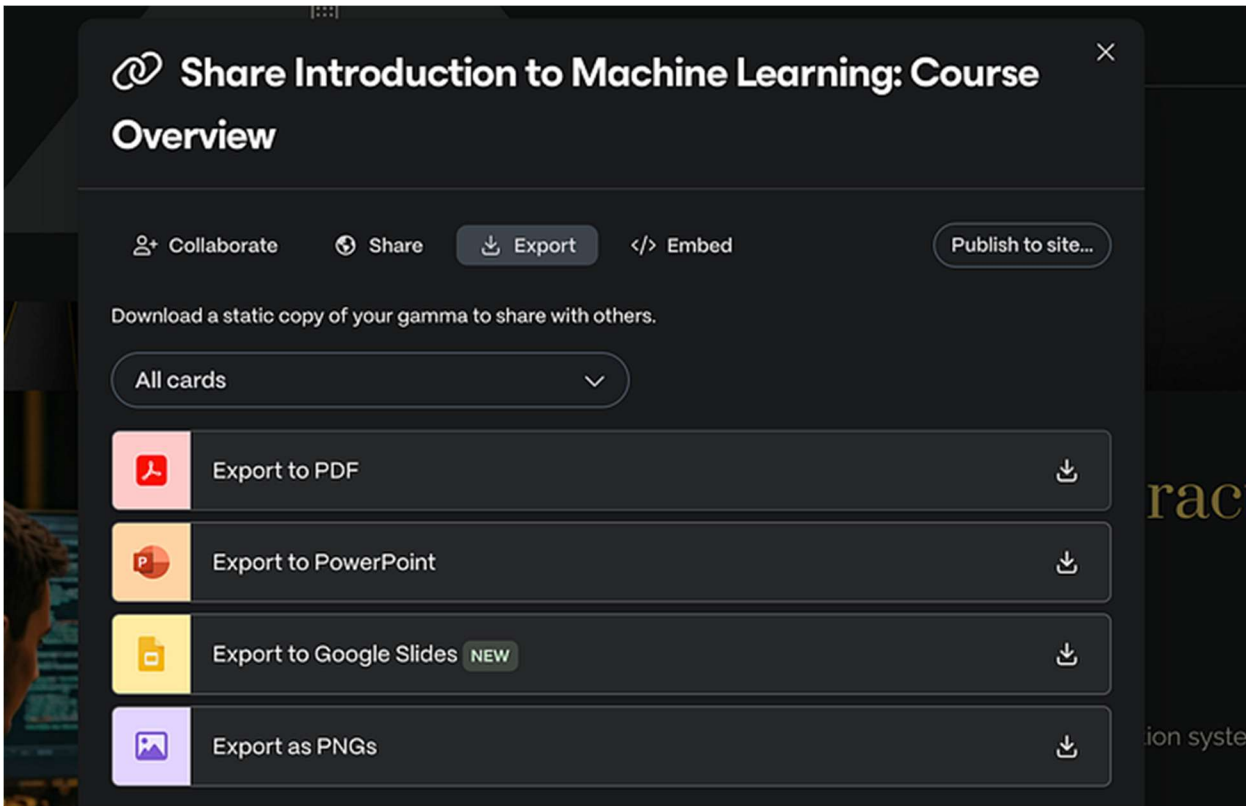 Share Introduction to Machine Learning: Course
Overview
Collaborate Share Export </> Embed Publish to site...
Download a static copy of your gamma to share with others.
All cards
Export to PDF
Export to PowerPoint
Export to Google Slides NEW
Export as PNGs